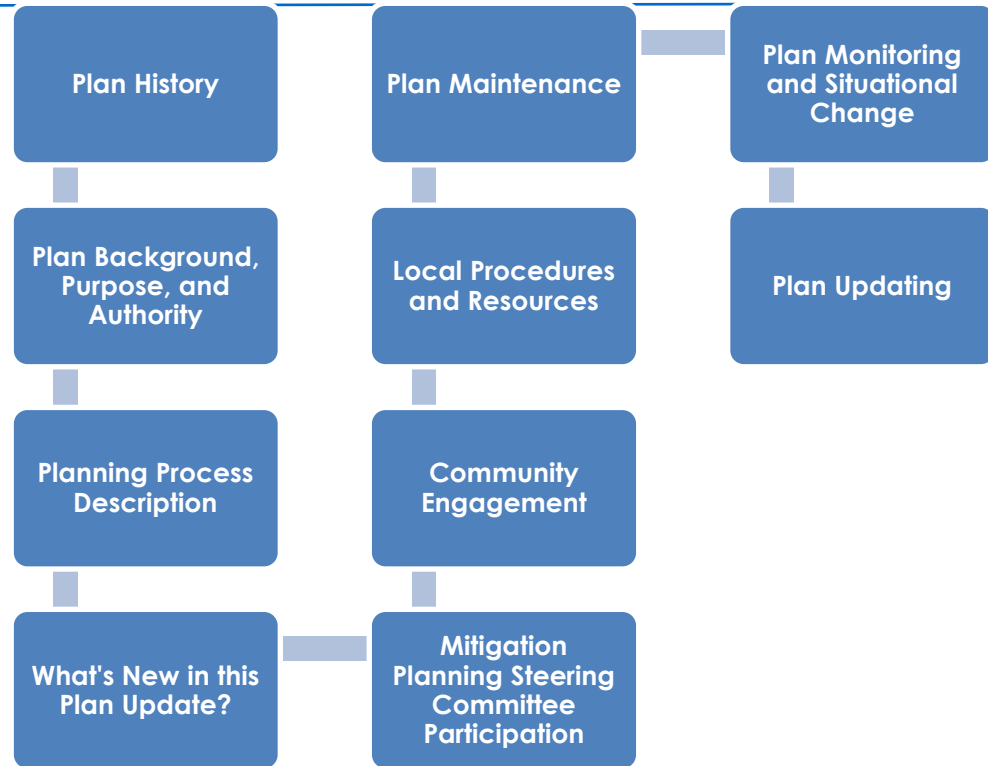 Plan History
Plan Background,
Purpose, and
Authority
Planning Process
Description
What's New in this
Plan Update?
Mitigation
Planning Steering
Committee
Participation
Community
Engagement
Local Procedures
and Resources
Plan Maintenance
Plan Monitoring
and Situational
Change
Plan Updating